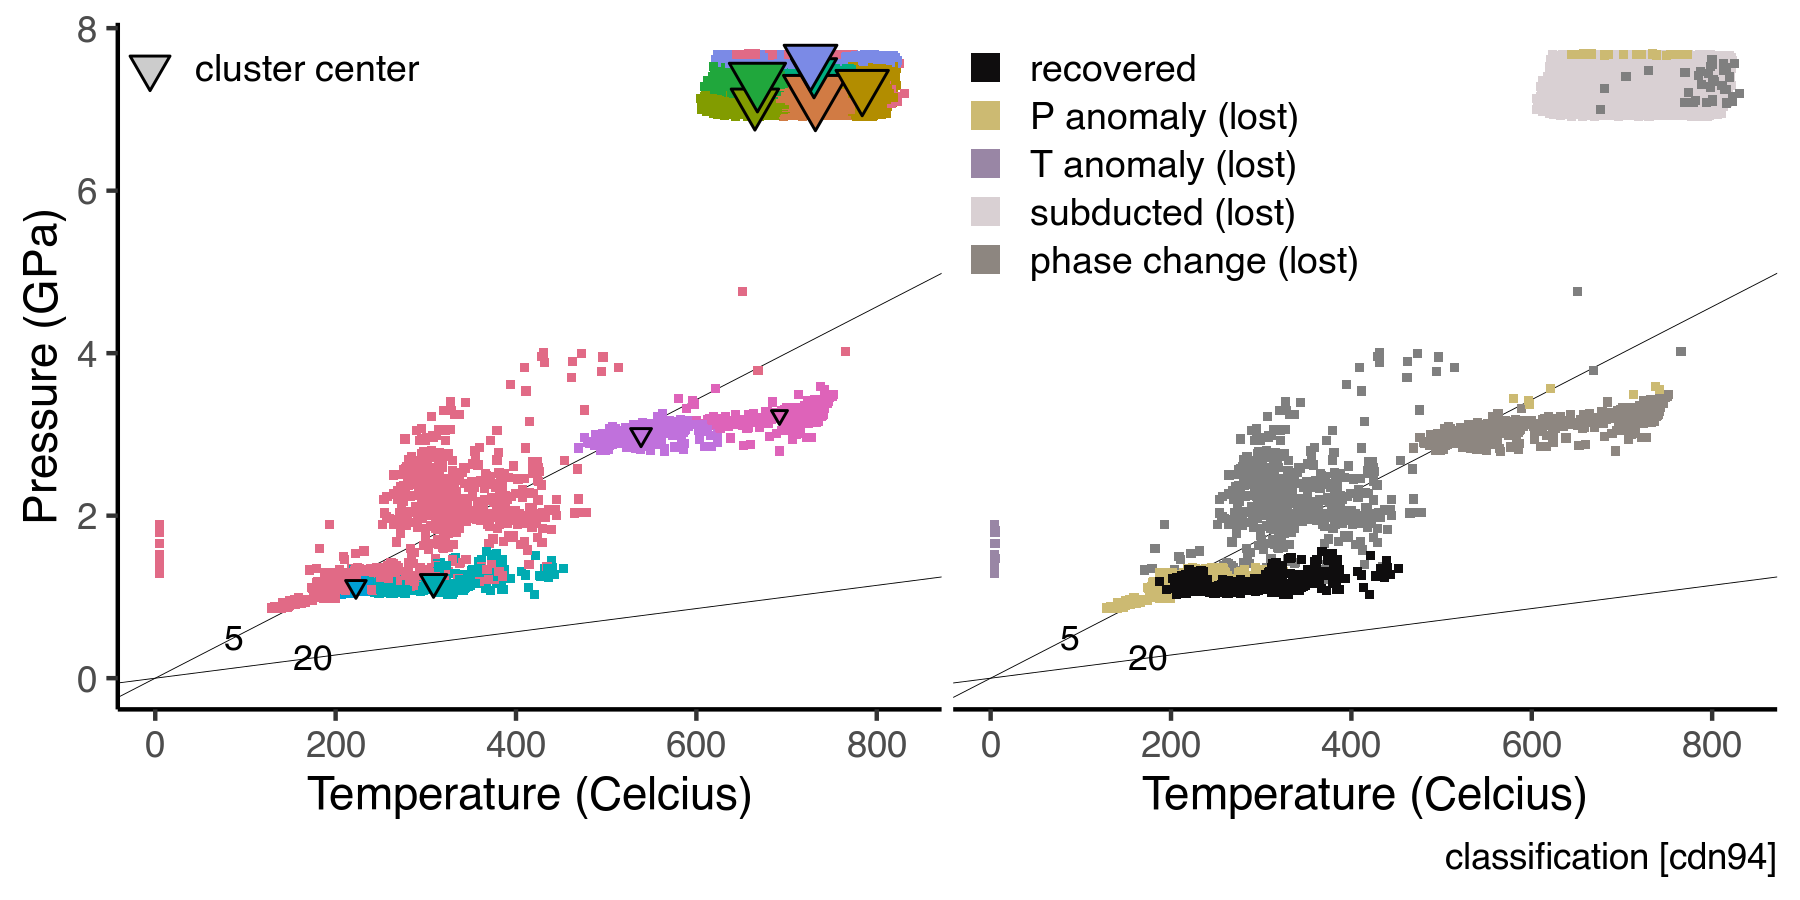 8
6
4
2
0
Pressure (GPa)
cluster center
5
20
0 200 400 600 800
Temperature (Celcius)
recovered
P anomaly (lost)
T anomaly (lost)
subducted (lost)
phase change (lost)
5
20
0 200 400 600 800
Temperature (Celcius)
classification [cdn94]